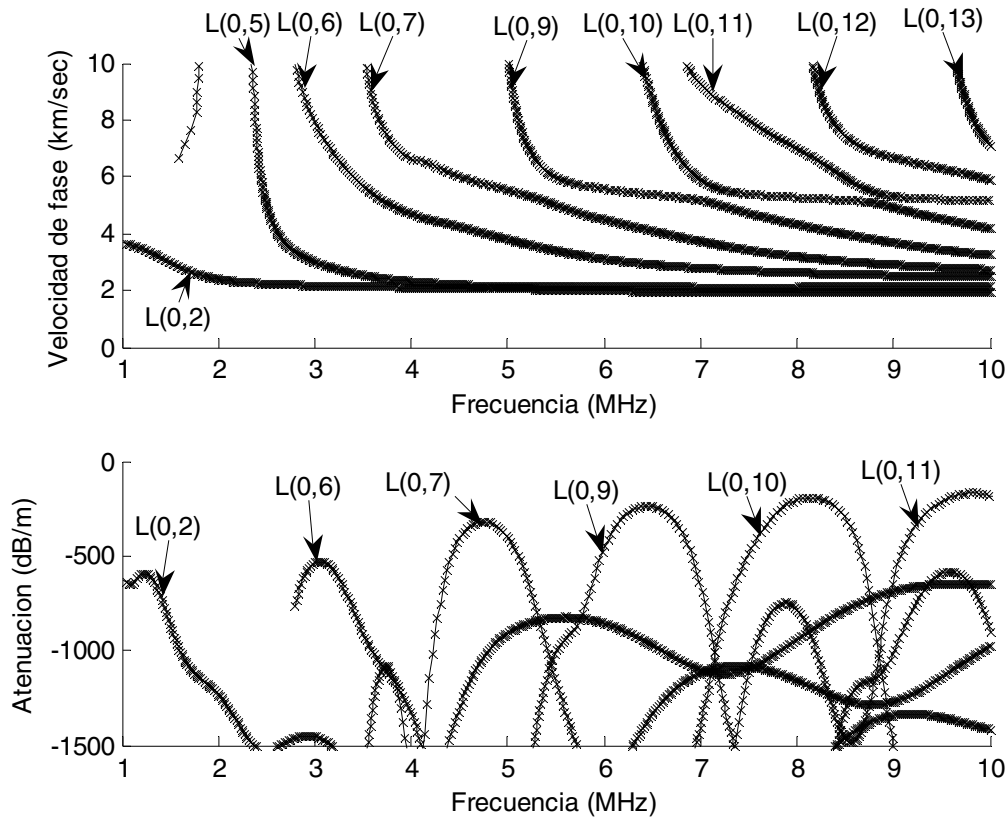 L(0,5) L(0,6) L(0,7) L(0,9) L(0,10) L(0,11) L(0,12) L(0,13)
10
8
6
4
2
0
Velocidad de fase (km/sec)
L(0,2)
1 2 3 4 5 6 7 8 9 10
Frecuencia (MHz)
0
-500
-1000
-1500
Atenuacion (dB/m)
L(0,2) L(0,6) L(0,7) L(0,9) L(0,10) L(0,11)
1 2 3 4 5 6 7 8 9 10
Frecuencia (MHz)